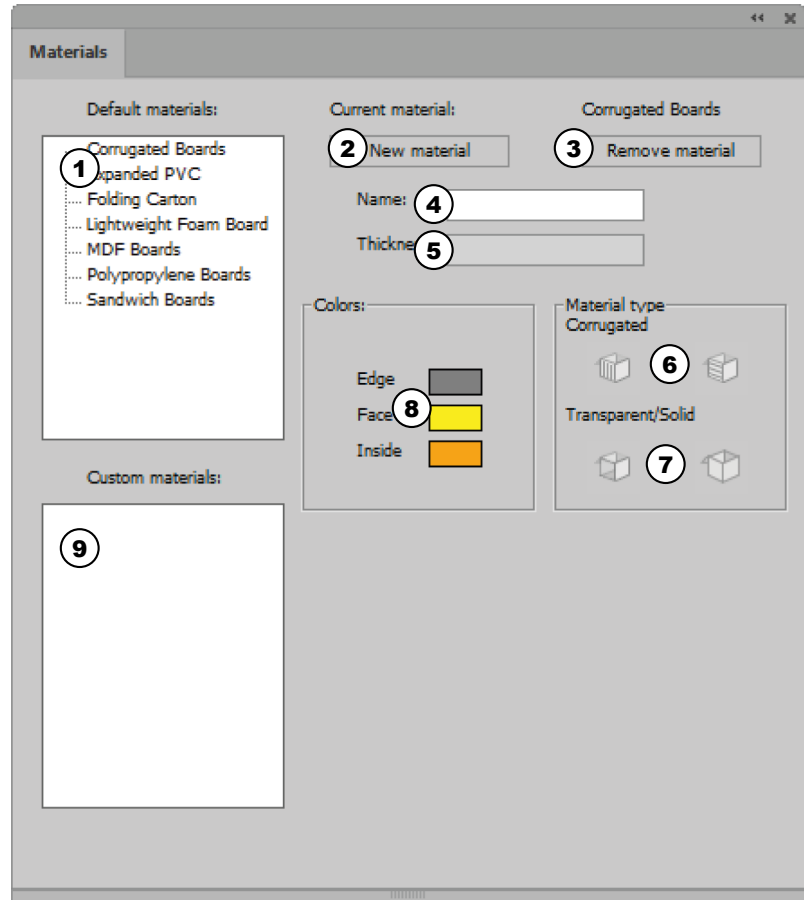 Materials
Default materials:
Corrugated Boards
xpanded PVC
Folding Carton
Lightweight Foam Board
MDF Boards
Polypropylene Boards
Sandwich Boards
1
Custom materials:
9
Current material:
Corrugated Boards
2 New material
3 Remove material
Name: 4
Thickne 5
Colors:
Edge
Face 8
Inside
Material type
Corrugated
6
Transparent/Solid
7